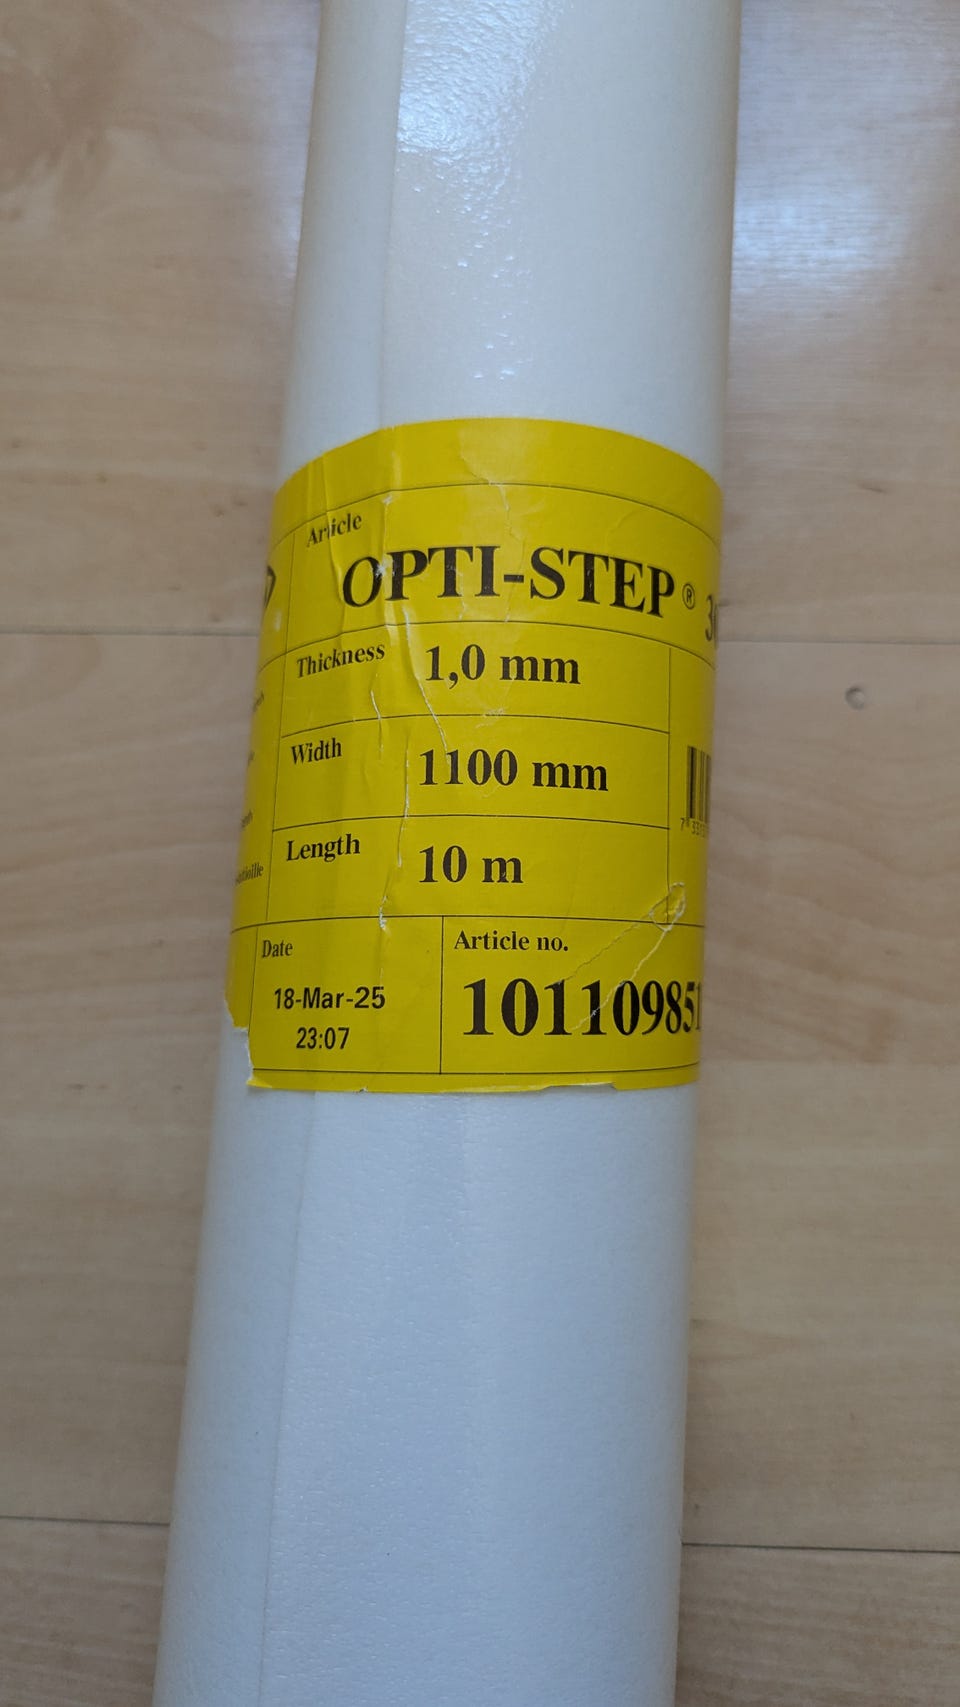 Article
OPTI-STEP®
Thickness 1,0 mm
Width 1100 mm
Length 10 m
Date
18-Mar-25
23:07
Article no.
101109851